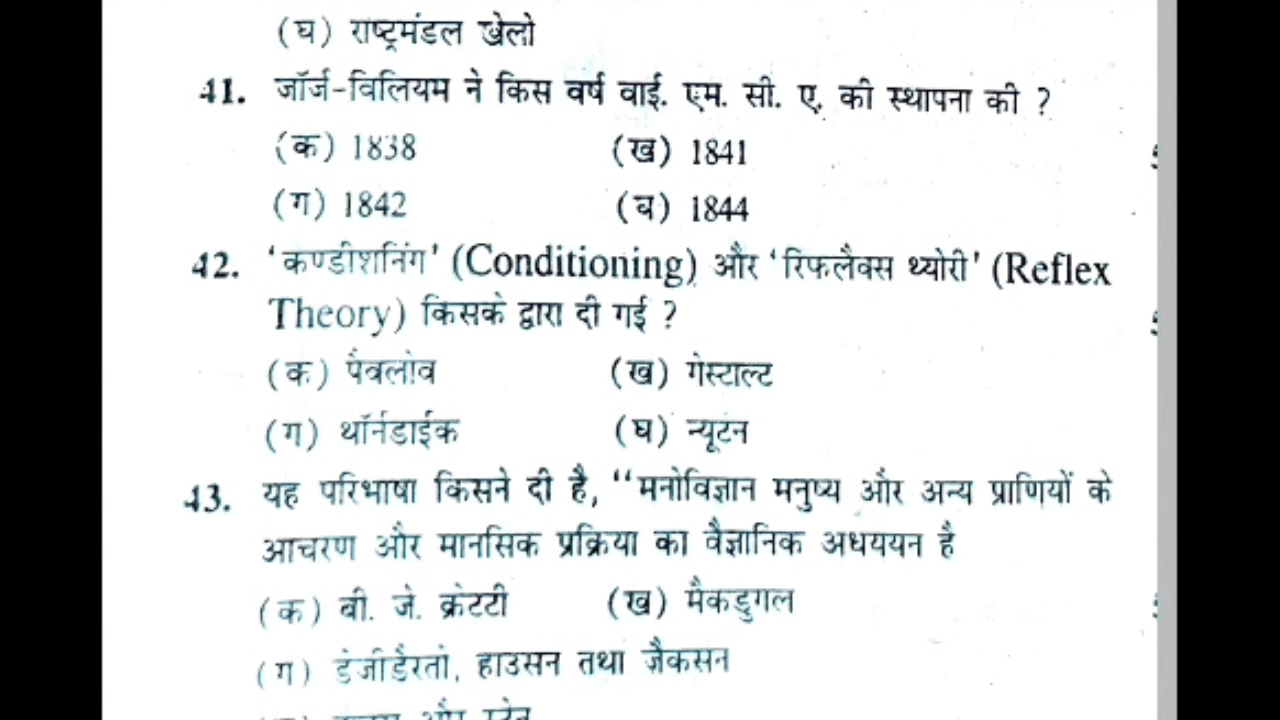 (घ) राष्ट्रमंडल खेलो
41. जॉर्ज-विलियम ने किस वर्ष वाई. एम. सी. ए. की स्थापना की ?
(क) 1838 (ख) 1841
(ग) 1842 (घ) 1844
42. 'कण्डीशनिंग' (Conditioning) और 'रिफलैक्स थ्योरी' (Reflex
Theory) किसके द्वारा दी गई ?
(क) पैवलोव (ख) गेस्टाल्ट
(ग) थॉर्नडाईक (घ) न्यूटन
43. यह परिभाषा किसने दी है, "मनोविज्ञान मनुष्य और अन्य प्राणियों के
आचरण और मानसिक प्रक्रिया का वैज्ञानिक अधययन है
(क) बी. जे. क्रेटटी (ख) मैकडुगल
(ग) डेजीडैरतो, हाउसन तथा ज़ैकसन